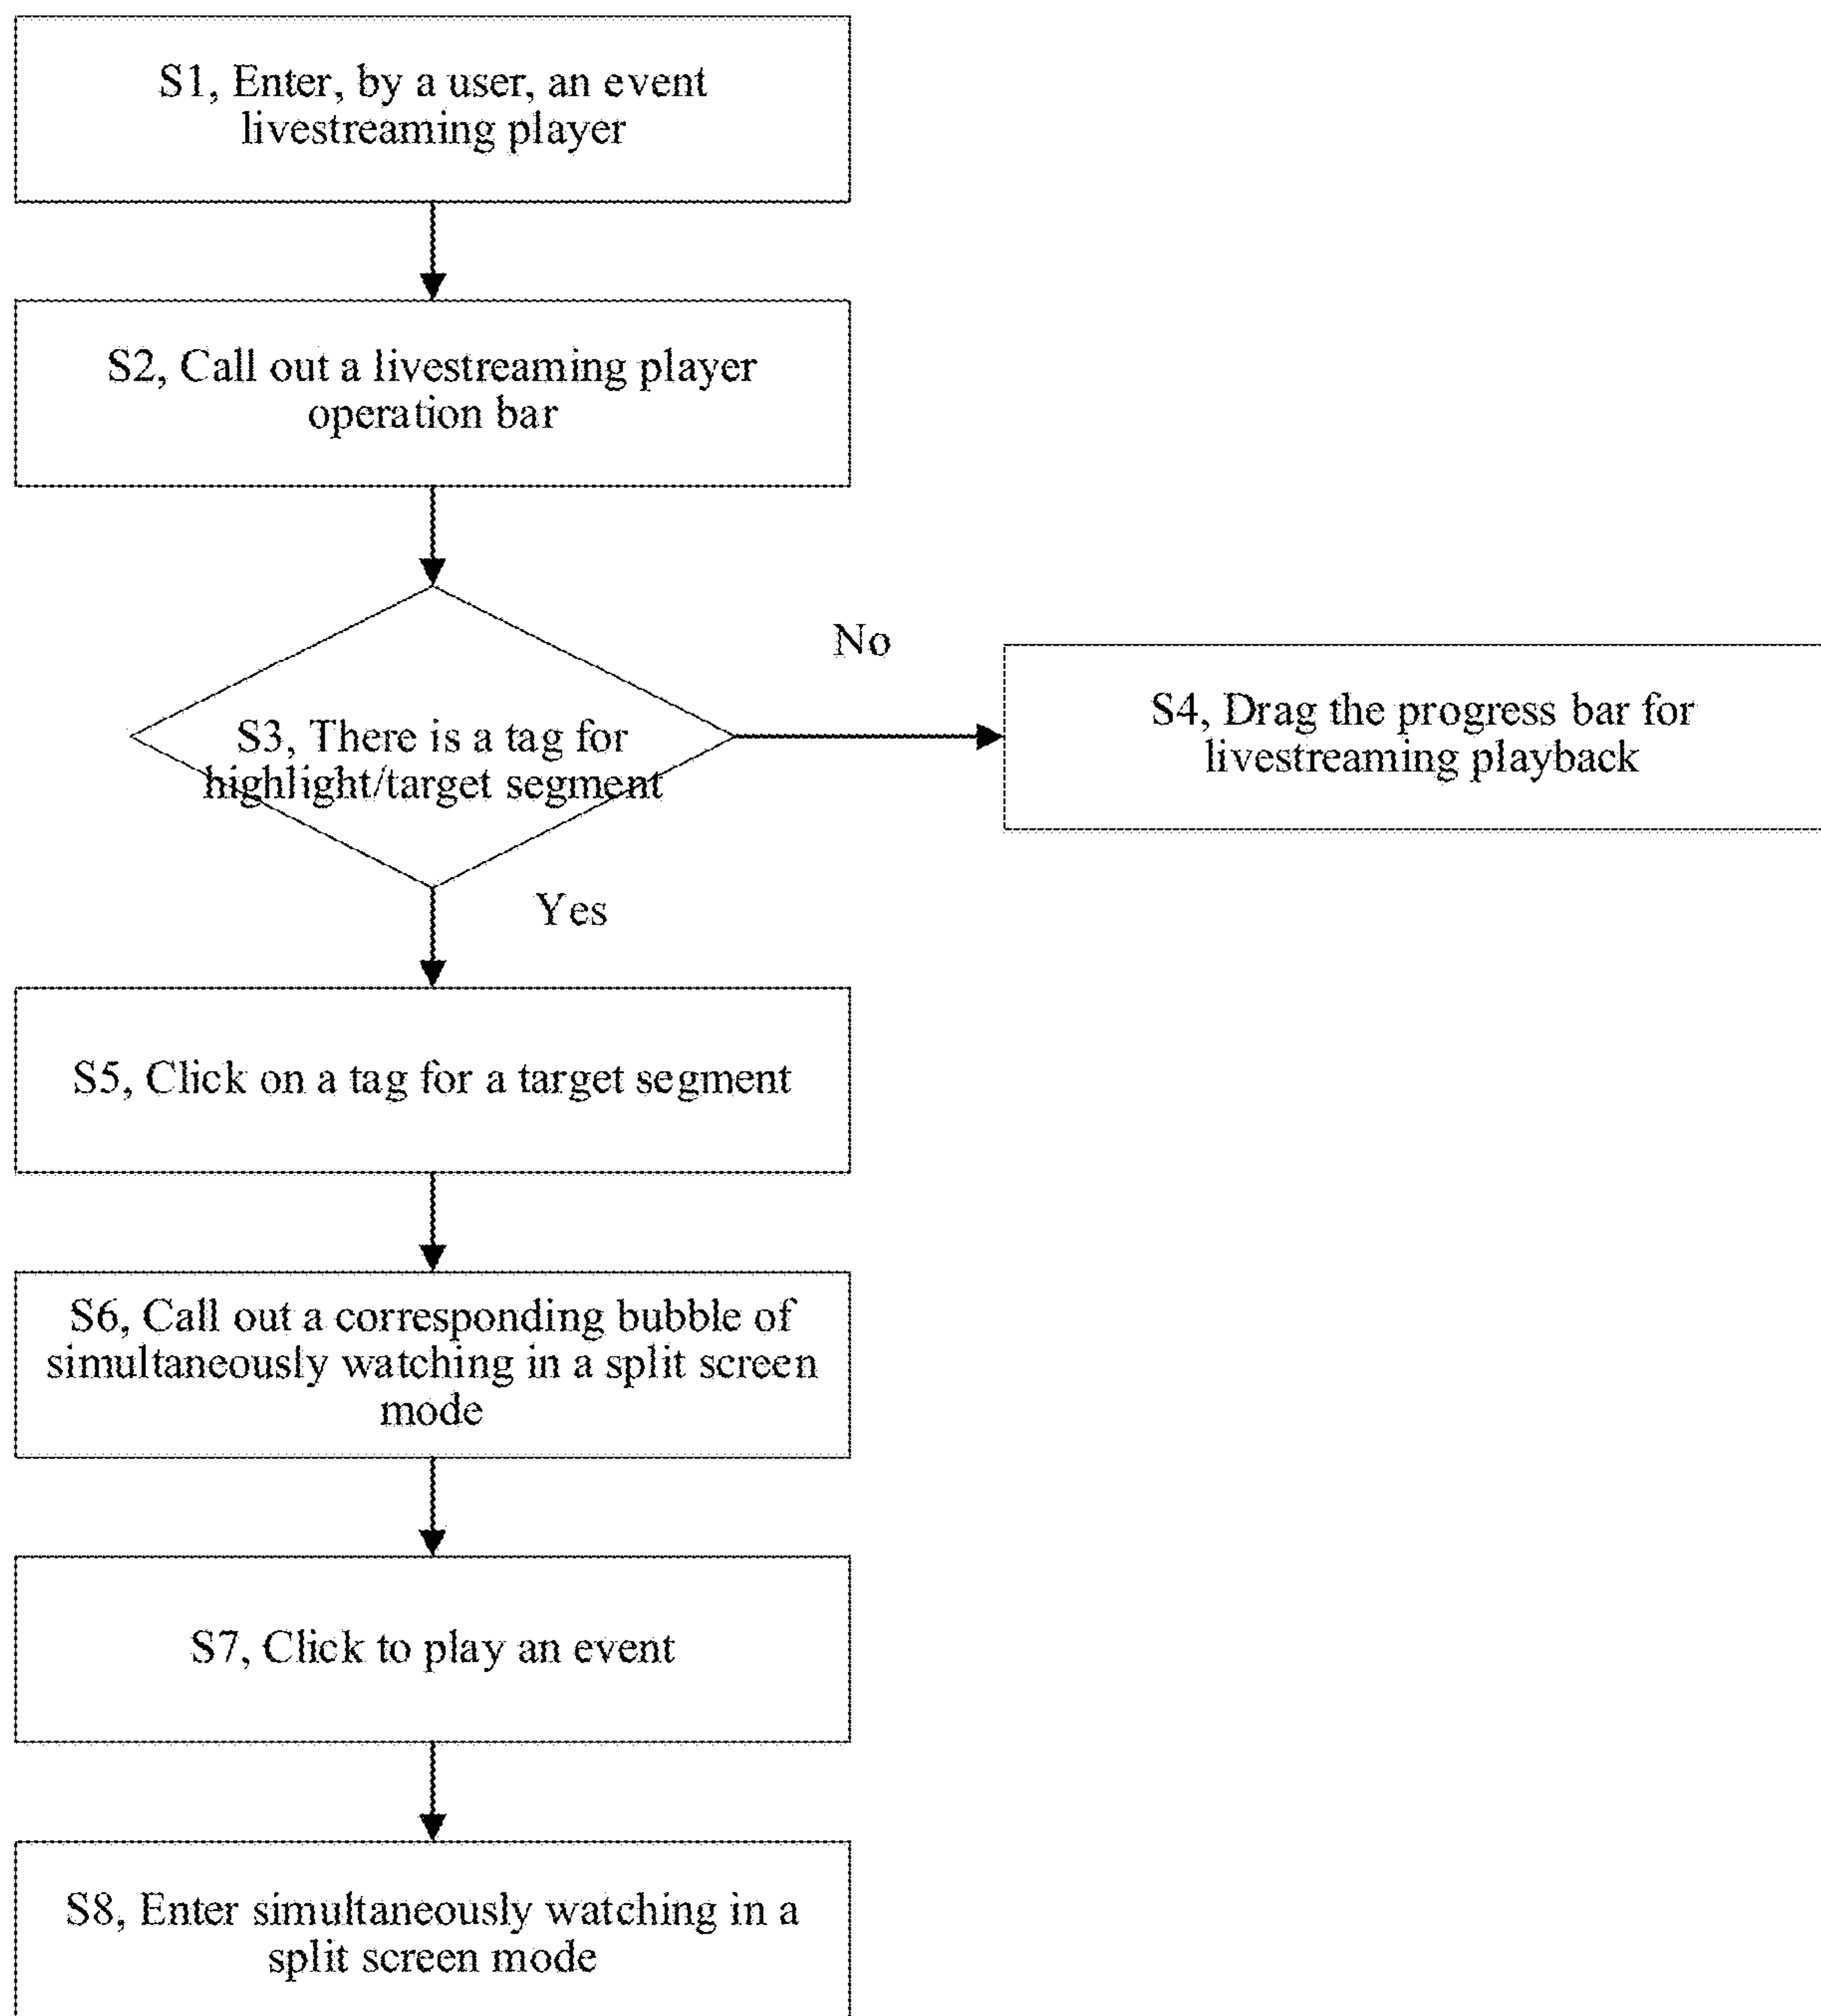 S1, Enter, by a user, an event
livestreaming player
S2, Call out a livestreaming player
operation bar
No
S3, There is a tag for
highlight/target segment
S4, Drag the progress bar for
livestreaming playback
Yes
S5, Click on a tag for a target segment
S6, Call out a corresponding bubble of
simultaneously watching in a split screen
mode
S7, Click to play an event
S8, Enter simultaneously watching in a
split screen mode